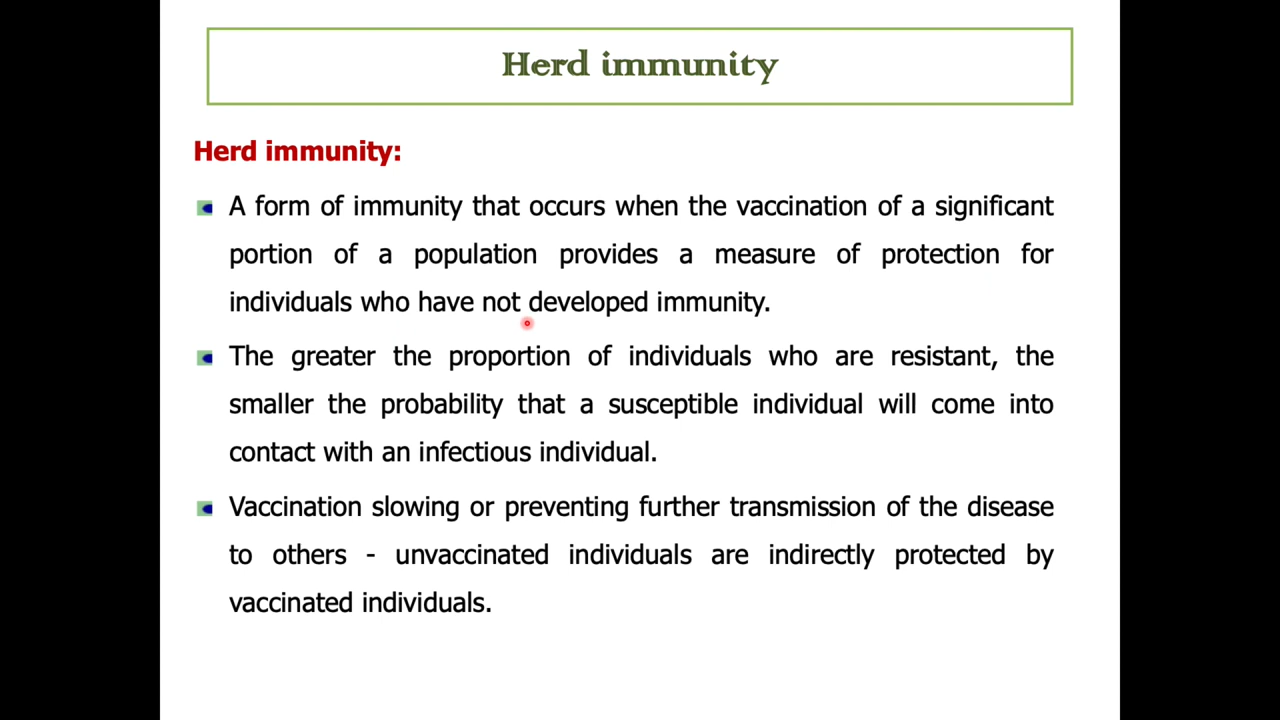 Herd immunity
Herd immunity:
A form of immunity that occurs when the vaccination of a significant
portion of a population provides a measure of protection for
individuals who have not developed immunity.
The greater the proportion of individuals who are resistant, the
smaller the probability that a susceptible individual will come into
contact with an infectious individual.
Vaccination slowing or preventing further transmission of the disease
to others - unvaccinated individuals are indirectly protected by
vaccinated individuals.